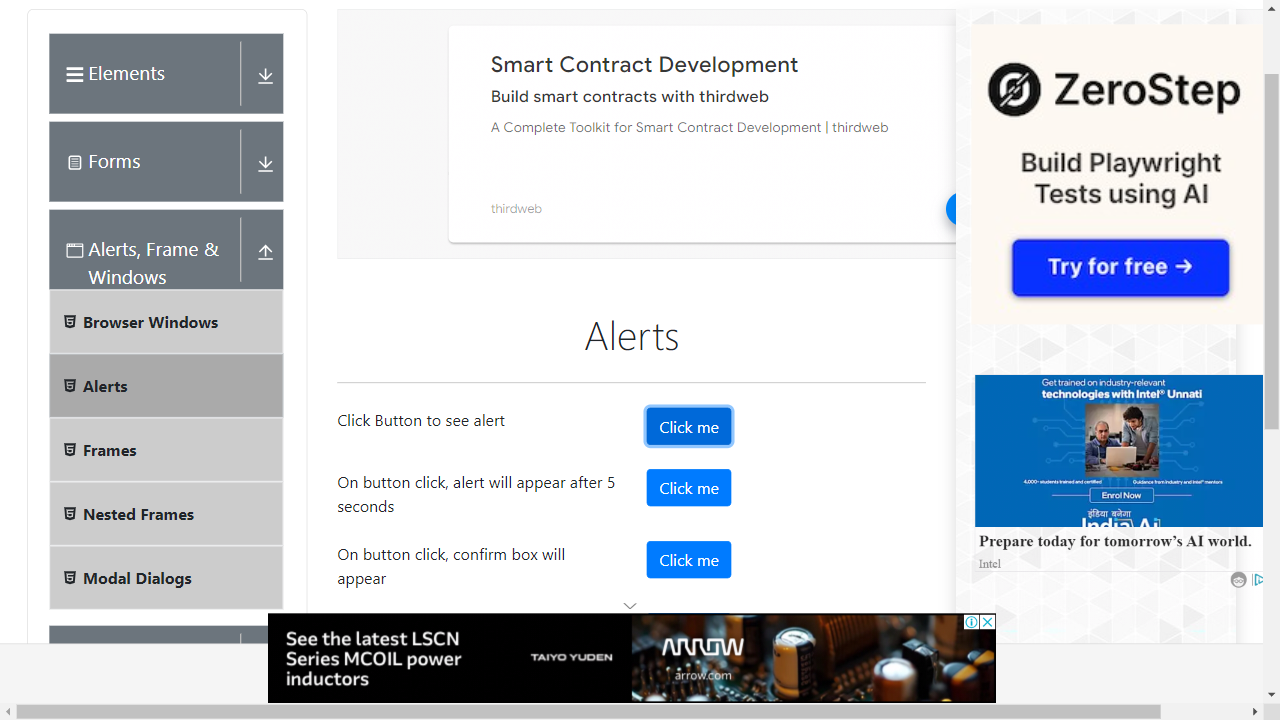 Elements
Forms
Alerts, Frame &
Windows
Browser Windows
Alerts
Frames
Nested Frames
Modal Dialogs
Smart Contract Development
Build smart contracts with thirdweb
A Complete Toolkit for Smart Contract Development | thirdweb
thirdweb
Alerts
Click Button to see alert
Click me
On button click, alert will appear after 5
seconds
Click me
On button click, confirm box will
appear
Click me
ZeroStep
Build Playwright
Tests using AI
Try for free →
Get trained on industry-relevant
technologies with Intel® Unnati
4,000+ students trained and certified
Guidance from industry and Intel® mentors
Enrol Now
इंडिया बनेगा
India Ai
Prepare today for tomorrow's AI world.
Intel
See the latest LSCN
Series MCOIL power
inductors
TAIYO YUDEN
ARROW
arrow.com